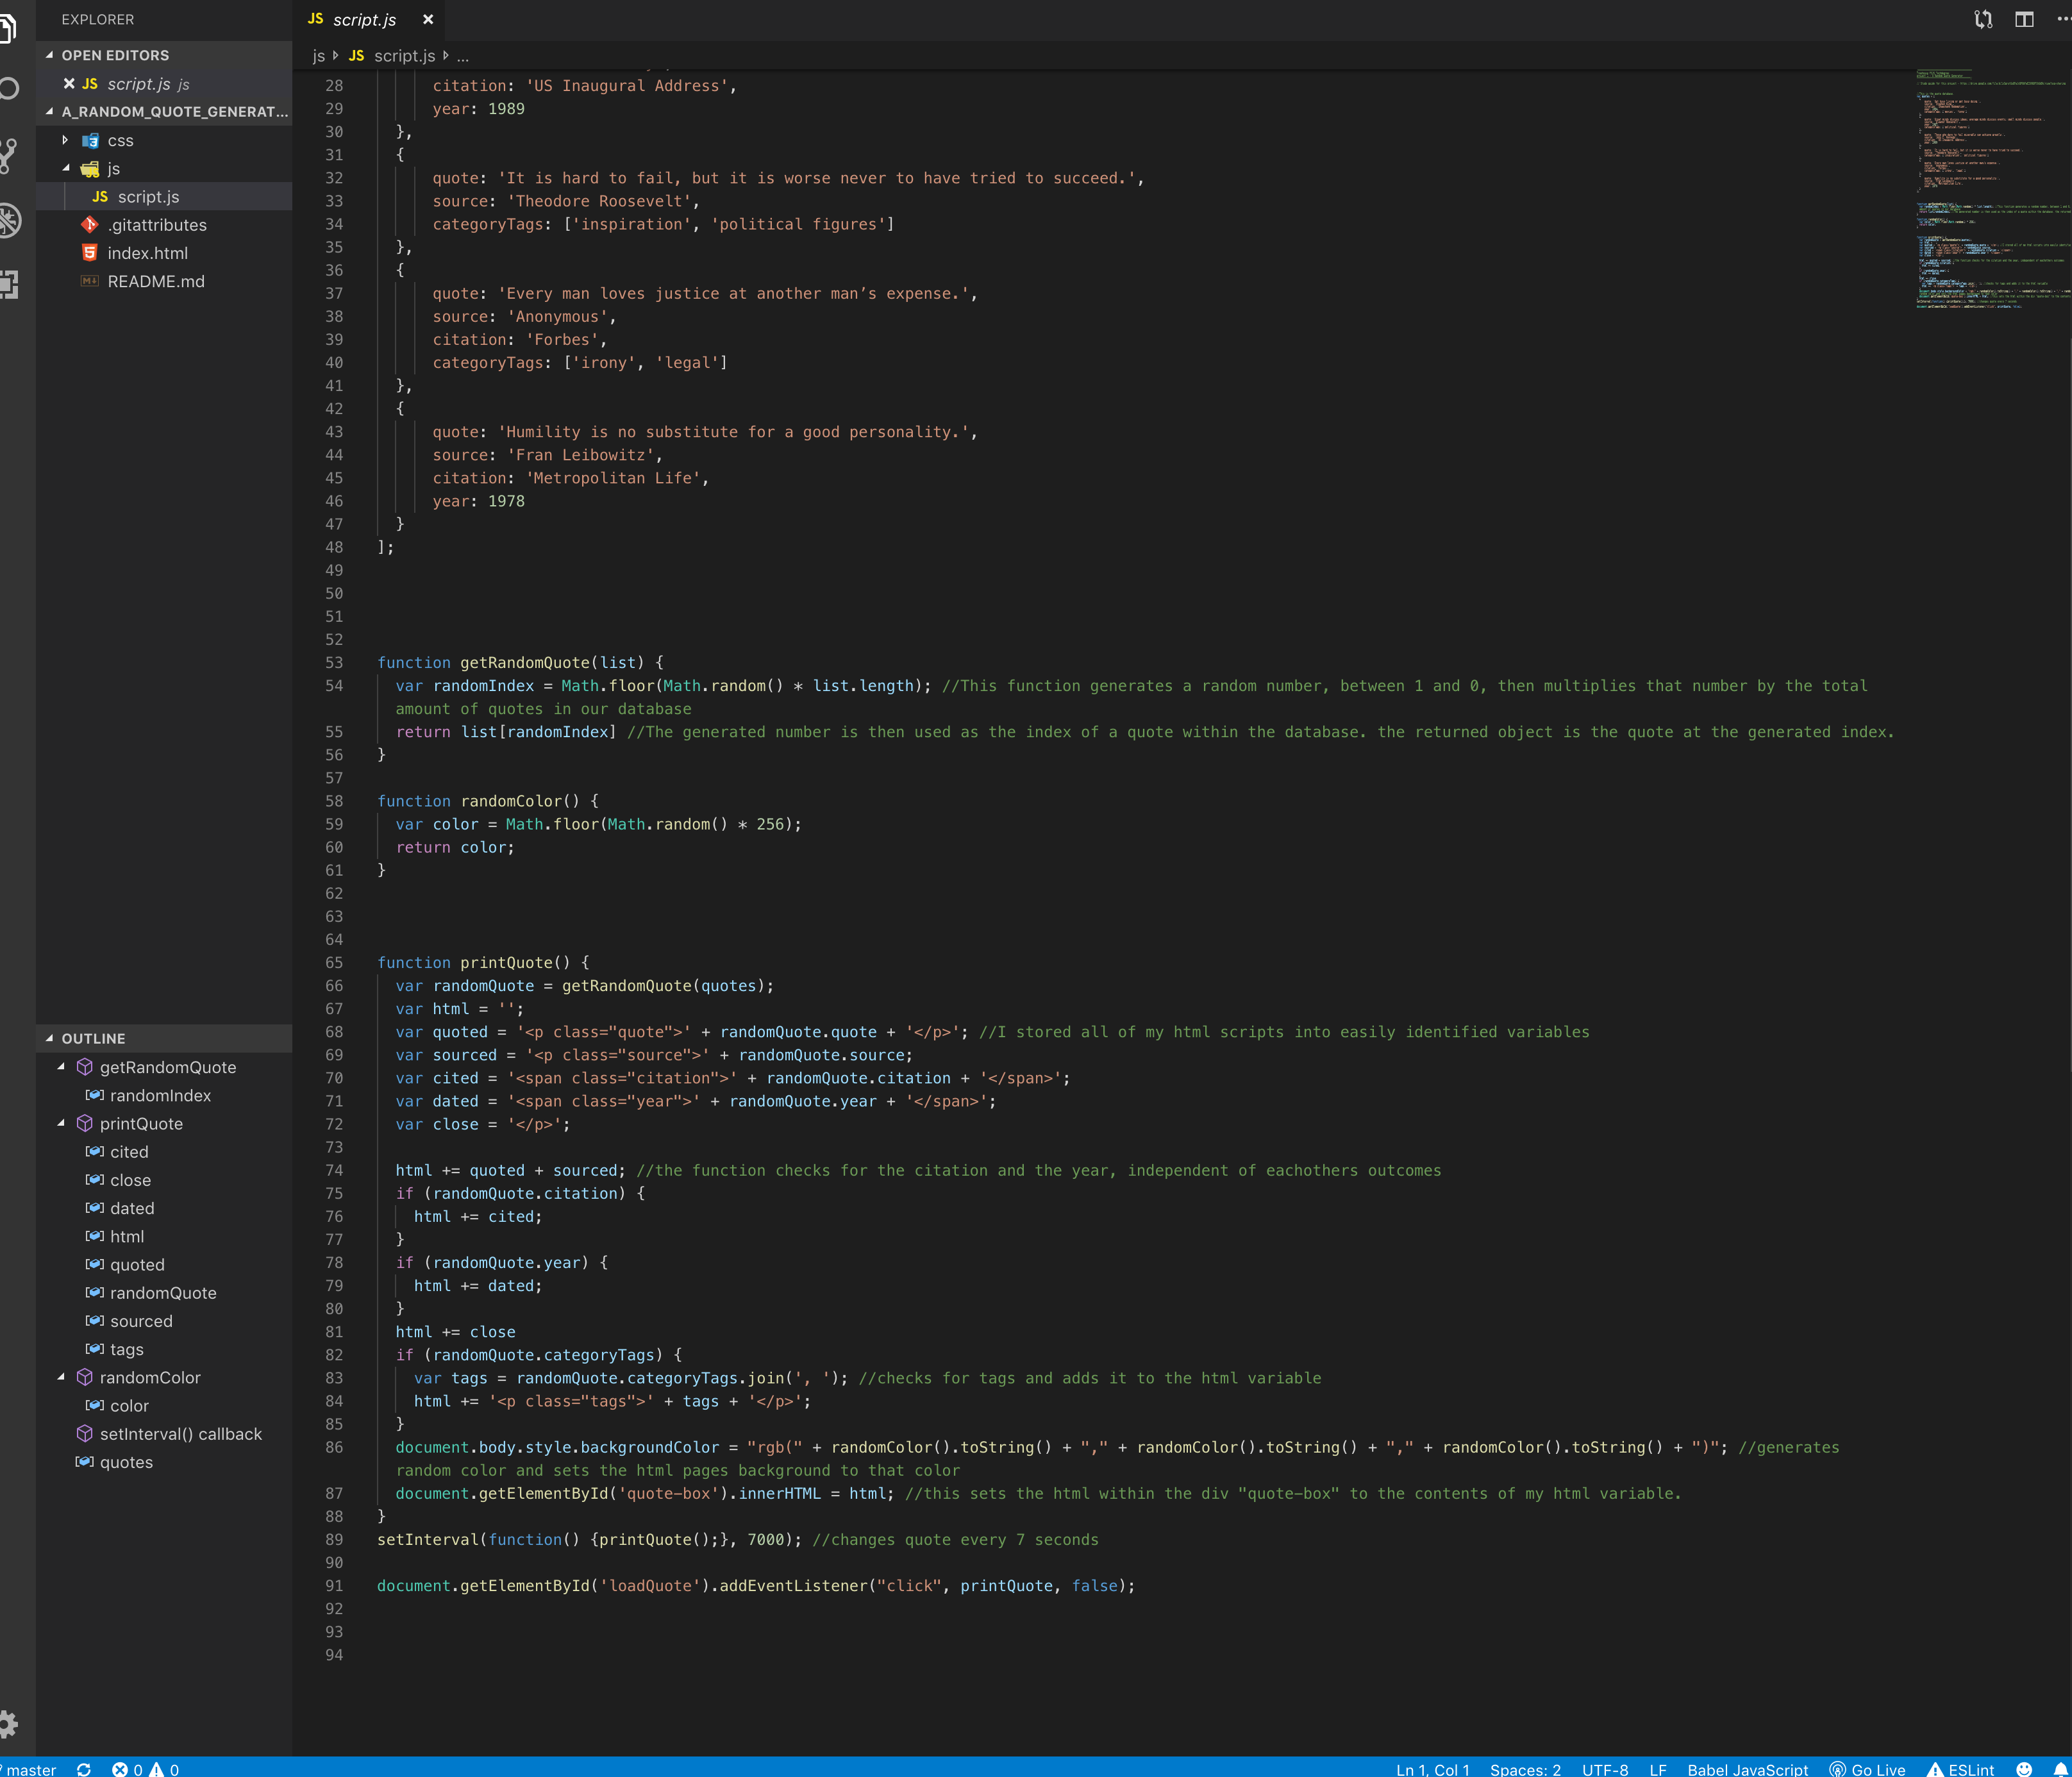 EXPLORER
OPEN EDITORS
JS script.js js
A_RANDOM_QUOTE_GENERAT...
css
js
JS script.js
.gitattributes
index.html
README.md
OUTLINE
getRandomQuote
randomIndex
printQuote
cited
close
dated
html
quoted
randomQuote
sourced
tags
randomColor
color
setInterval() callback
quotes
JS script.js
js JS script.js ...
28 citation: 'US Inaugural Address',
29 year: 1989
30 },
31 {
32 quote: 'It is hard to fail, but it is worse never to have tried to succeed.',
33 source: 'Theodore Roosevelt',
34 categoryTags: ['inspiration', 'political figures']
35 },
36 {
37 quote: 'Every man loves justice at another man’s expense.',
38 source: 'Anonymous',
39 citation: 'Forbes',
40 categoryTags: ['irony', 'legal']
41 },
42 {
43 quote: 'Humility is no substitute for a good personality.',
44 source: 'Fran Leibowitz',
45 citation: 'Metropolitan Life',
46 year: 1978
47 }
48 ];
49
50
51
52
53 function getRandomQuote(list) {
54 var randomIndex = Math.floor(Math.random() * list.length); //This function generates a random number, between 1 and 0, then multiplies that number by the total
amount of quotes in our database
55 return list[randomIndex] //The generated number is then used as the index of a quote within the database. the returned object is the quote at the generated index.
56 }
57
58 function randomColor() {
59 var color = Math.floor(Math.random() * 256);
60 return color;
61 }
62
63
64
65 function printQuote() {
66 var randomQuote = getRandomQuote(quotes);
67 var html = '';
68 var quoted = '<p class="quote">' + randomQuote.quote + '</p>'; //I stored all of my html scripts into easily identified variables
69 var sourced = '<p class="source">' + randomQuote.source;
70 var cited = '<span class="citation">' + randomQuote.citation + '</span>';
71 var dated = '<span class="year">' + randomQuote.year + '</span>';
72 var close = '</p>';
73
74 html += quoted + sourced; //the function checks for the citation and the year, independent of eachothers outcomes
75 if (randomQuote.citation) {
76 html += cited;
77 }
78 if (randomQuote.year) {
79 html += dated;
80 }
81 html += close
82 if (randomQuote.categoryTags) {
83 var tags = randomQuote.categoryTags.join(', '); //checks for tags and adds it to the html variable
84 html += '<p class="tags">' + tags + '</p>';
85 }
86 document.body.style.backgroundColor = "rgb(" + randomColor().toString() + "," + randomColor().toString() + "," + randomColor().toString() + ")"; //generates
random color and sets the html pages background to that color
87 document.getElementById('quote-box').innerHTML = html; //this sets the html within the div "quote-box" to the contents of my html variable.
88 }
89 setInterval(function() {printQuote();}, 7000); //changes quote every 7 seconds
90
91 document.getElementById('loadQuote').addEventListener("click", printQuote, false);
92
93
94
master 0 0 Ln 1, Col 1 Spaces: 2 UTF-8 LF Babel JavaScript Go Live ESLint